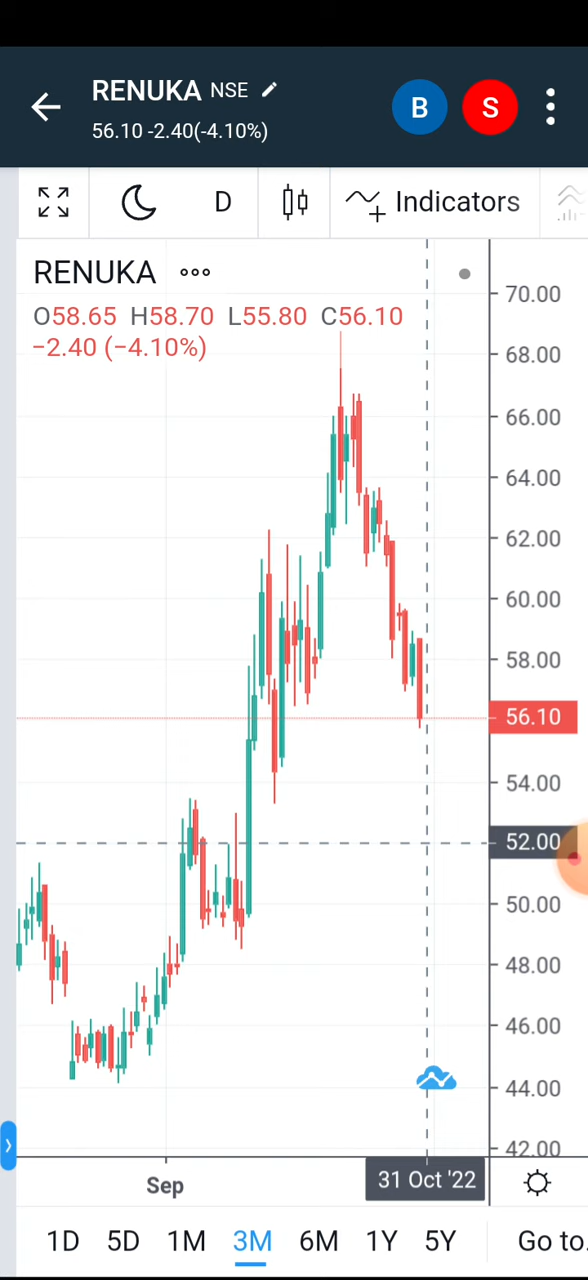 RENUKA NSE
56.10 -2.40(-4.10%)
B
S
D
Indicators
RENUKA
O58.65 H58.70 L55.80 C56.10
−2.40 (−4.10%)
70.00
68.00
66.00
64.00
62.00
60.00
58.00
56.10
54.00
52.00
50.00
48.00
46.00
44.00
42.00
Sep
31 Oct '22
1D 5D 1M 3M 6M 1Y 5Y Go to